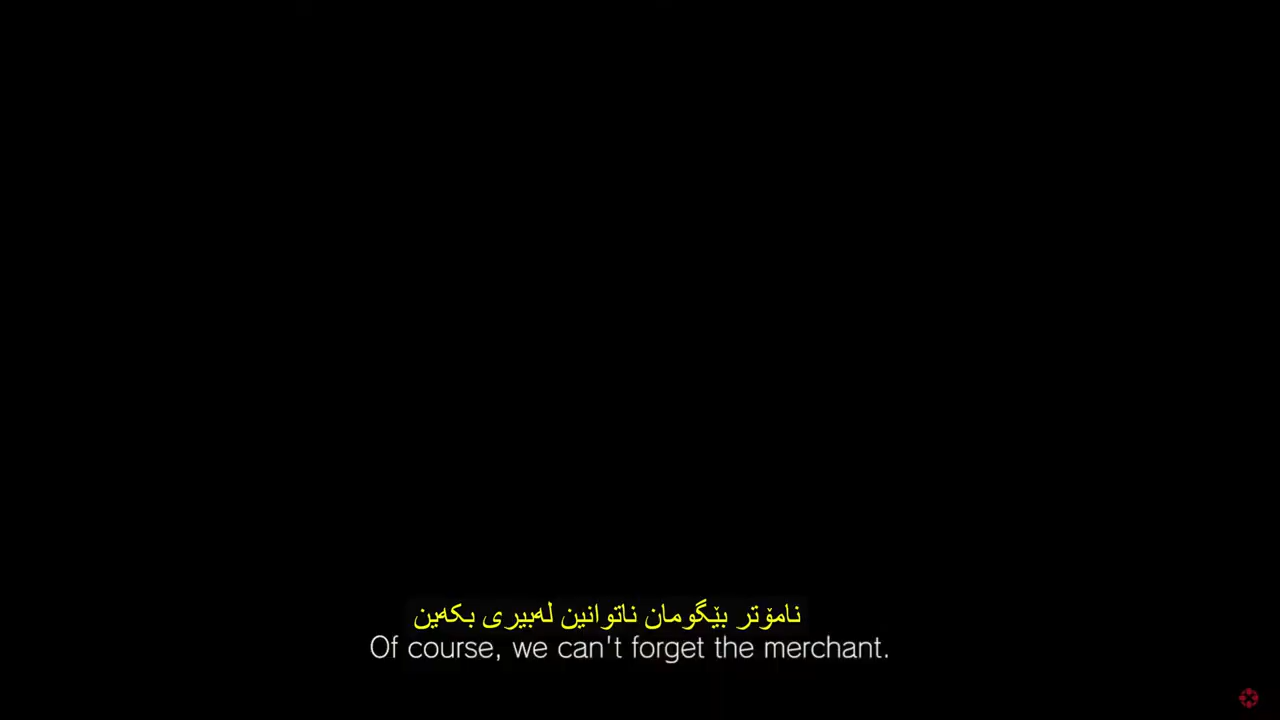 نامۆتر بێگومان ناتوانین لەبیری بکەین
Of course, we can't forget the merchant.